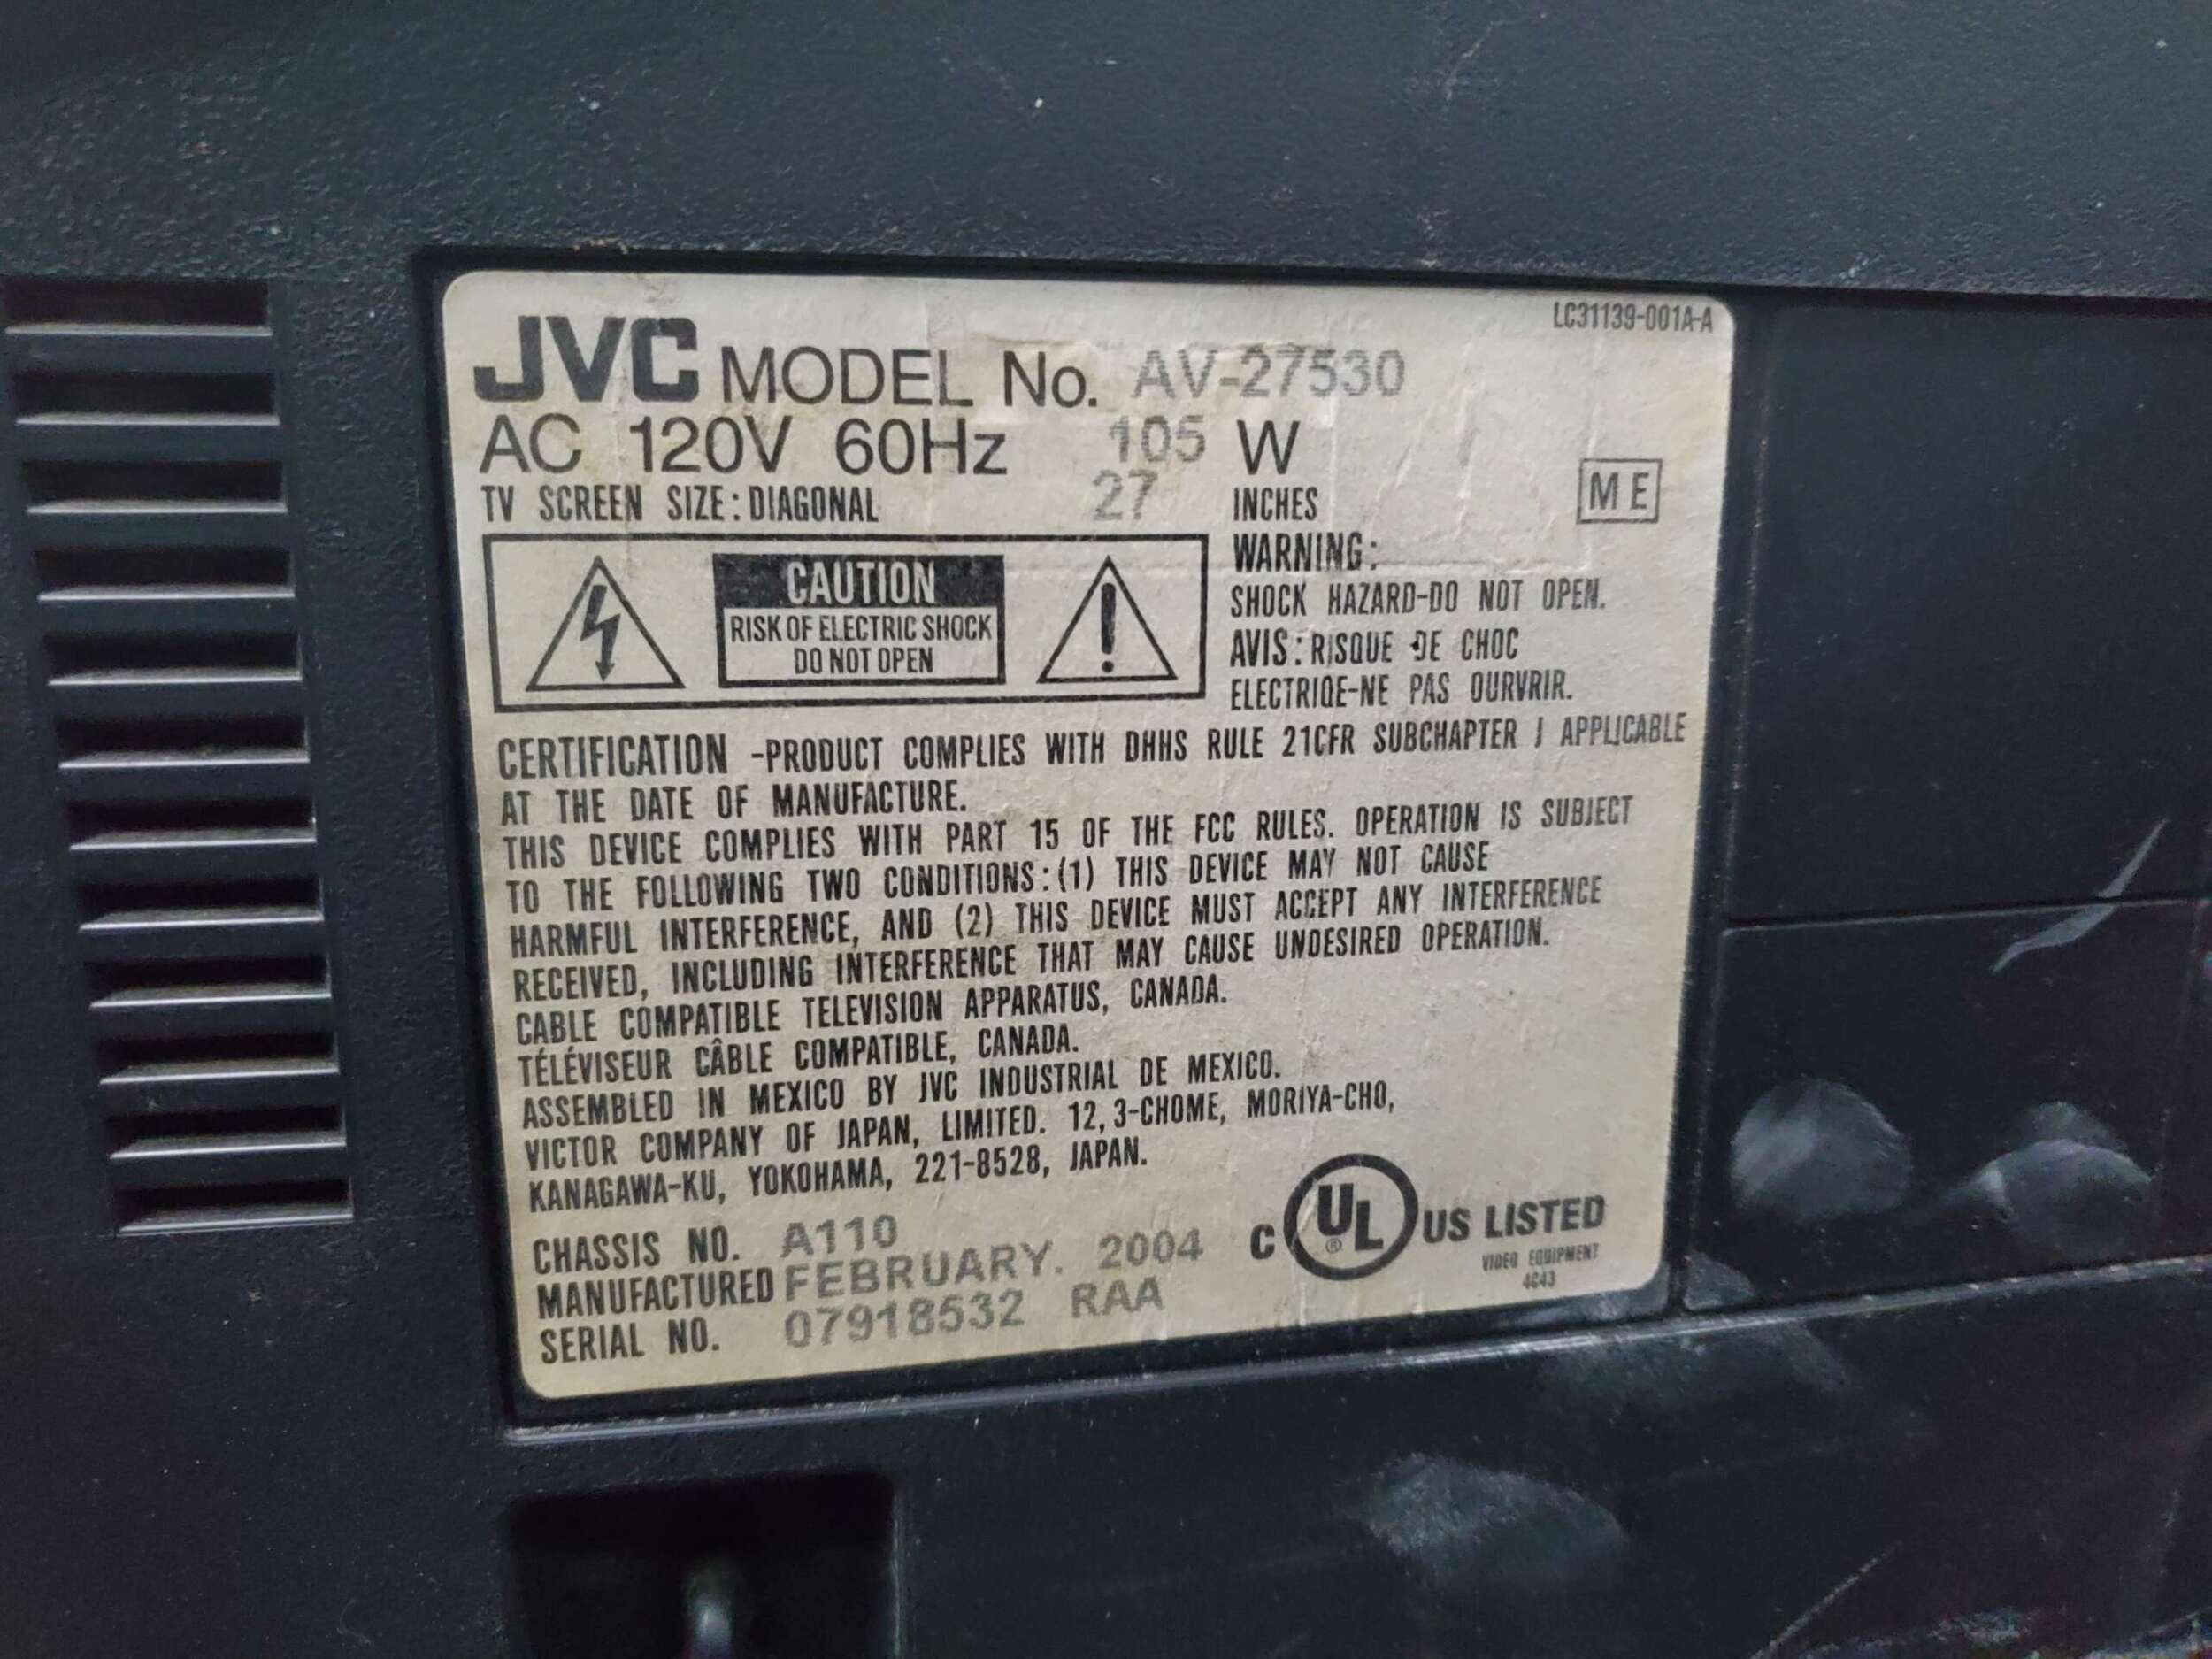 LC31139-001A-A
JVC MODEL No. AV-27530
AC 120V 60Hz 105 W
TV SCREEN SIZE: DIAGONAL 27 INCHES
ME
CAUTION
RISK OF ELECTRIC SHOCK
DO NOT OPEN
WARNING:
SHOCK HAZARD-DO NOT OPEN.
AVIS: RISQUE DE CHOC
ELECTRIQE-NE PAS OURVRIR.
CERTIFICATION -PRODUCT COMPLIES WITH DHHS RULE 21CFR SUBCHAPTER J APPLICABLE
AT THE DATE OF MANUFACTURE.
THIS DEVICE COMPLIES WITH PART 15 OF THE FCC RULES. OPERATION IS SUBJECT
TO THE FOLLOWING TWO CONDITIONS: (1) THIS DEVICE MAY NOT CAUSE
HARMFUL INTERFERENCE, AND (2) THIS DEVICE MUST ACCEPT ANY INTERFERENCE
RECEIVED, INCLUDING INTERFERENCE THAT MAY CAUSE UNDESIRED OPERATION.
CABLE COMPATIBLE TELEVISION APPARATUS, CANADA.
TÉLÉVISEUR CÂBLE COMPATIBLE, CANADA.
ASSEMBLED IN MEXICO BY JVC INDUSTRIAL DE MEXICO.
VICTOR COMPANY OF JAPAN, LIMITED. 12, 3-CHOME, MORIYA-CHO,
KANAGAWA-KU, YOKOHAMA, 221-8528, JAPAN.
CHASSIS NO. A110
MANUFACTURED FEBRUARY. 2004
SERIAL NO. 07918532 RAA
C UL ® US LISTED
VIDEO EQUIPMENT
4C43